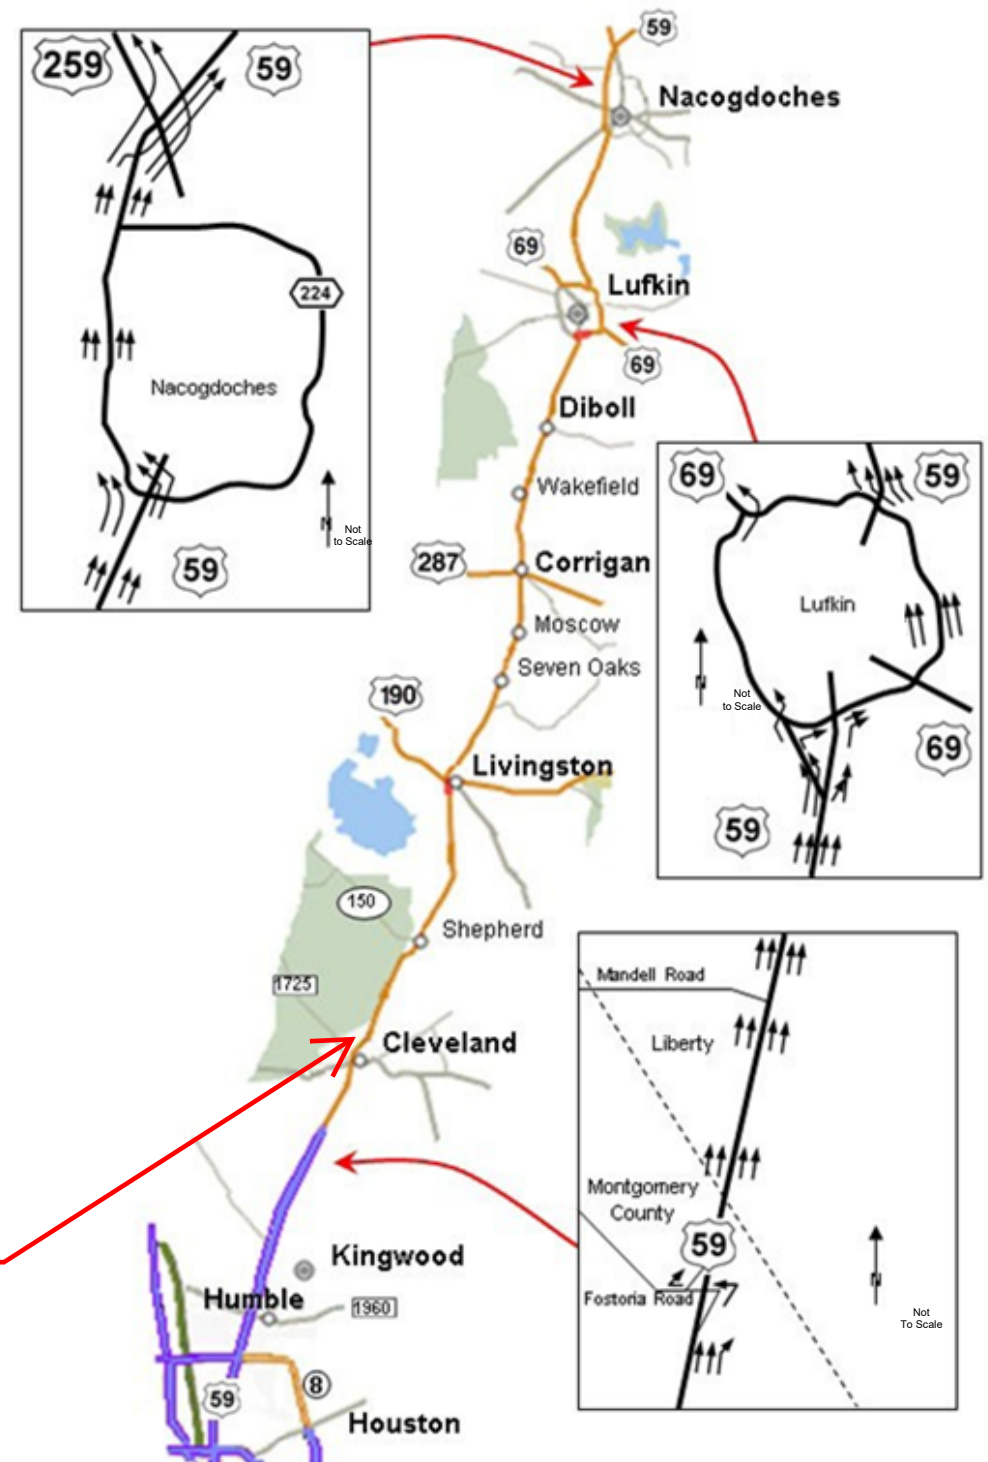 259
59
224
Nacogdoches
N
Not
to Scale
59
59
Nacogdoches
69
Lufkin
69
Diboll
Wakefield
287
Corrigan
Moscow
Seven Oaks
190
Livingston
150
Shepherd
1725
Cleveland
Kingwood
Humble
1960
59
8
Houston
69
59
Lufkin
N
Not
to Scale
69
59
Mandell Road
Liberty
Montgomery
County
59
Fostoria Road
N
Not
To Scale